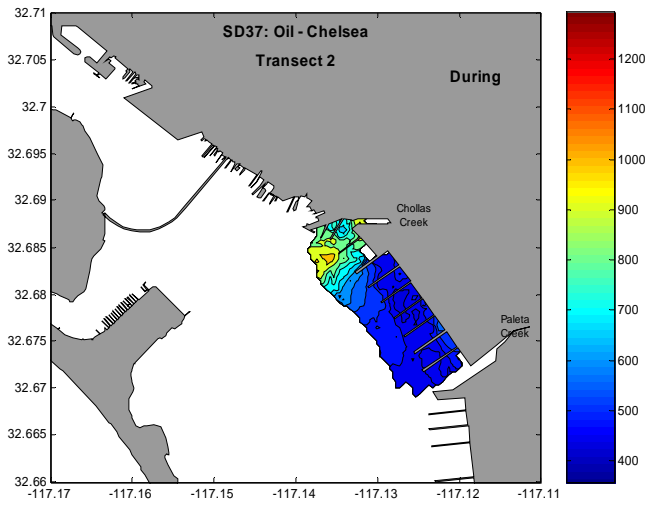 SD37: Oil - Chelsea
Transect 2
During
Chollas
Creek
Paleta
Creek
32.71
32.705
32.7
32.695
32.69
32.685
32.68
32.675
32.67
32.665
32.66
-117.17 -117.16 -117.15 -117.14 -117.13 -117.12 -117.11
1200
1100
1000
900
800
700
600
500
400